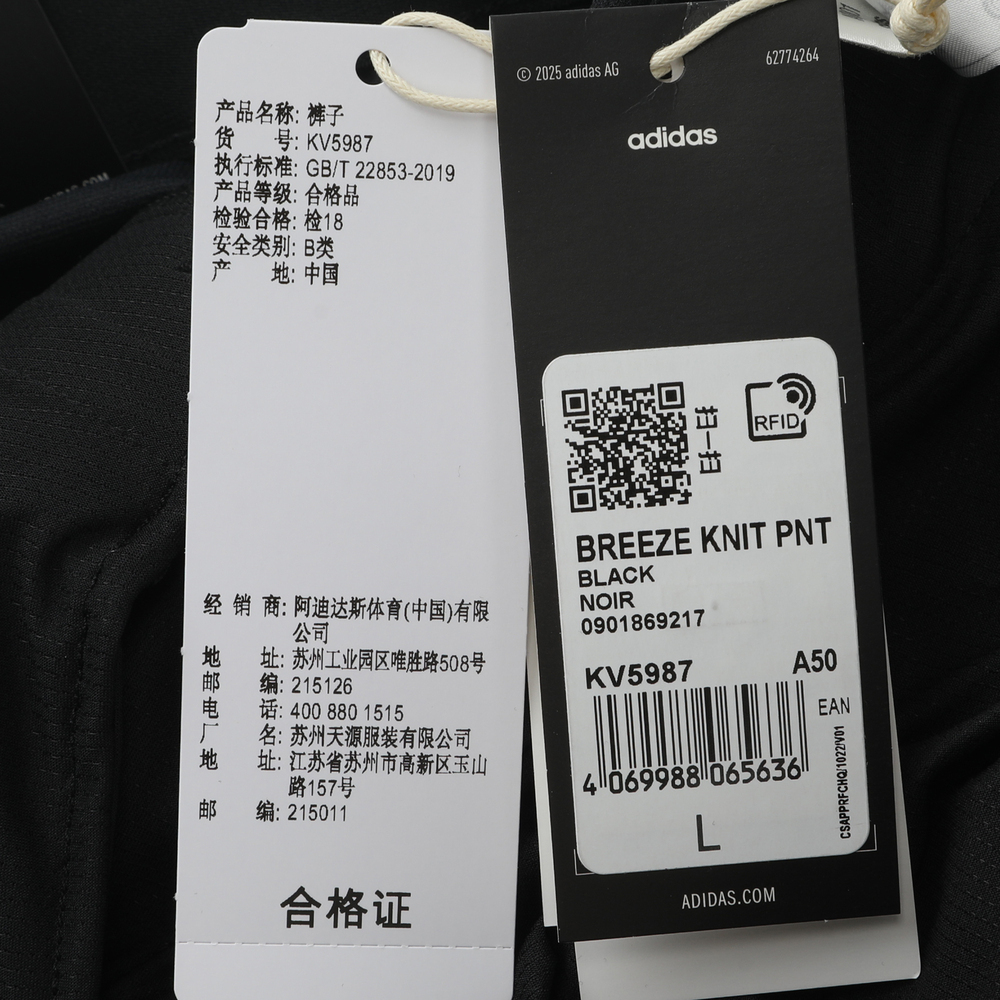 产品名称: 裤子
货 号: KV5987
执行标准: GB/T 22853-2019
产品等级: 合格品
检验合格: 检18
安全类别: B类
产 地: 中国
经 销 商: 阿迪达斯体育(中国)有限
公司
地 址: 苏州工业园区唯胜路508号
邮 编: 215126
电 话: 400 880 1515
厂 名: 苏州天源服装有限公司
地 址: 江苏省苏州市高新区玉山
路157号
邮 编: 215011
合格证
© 2025 adidas AG
62774264
adidas
扫一扫
RFID
BREEZE KNIT PNT
BLACK
NOIR
0901869217
KV5987 A50
EAN
4 069988 065636
CSAPPRFCHQ/1022/V01
L
ADIDAS.COM